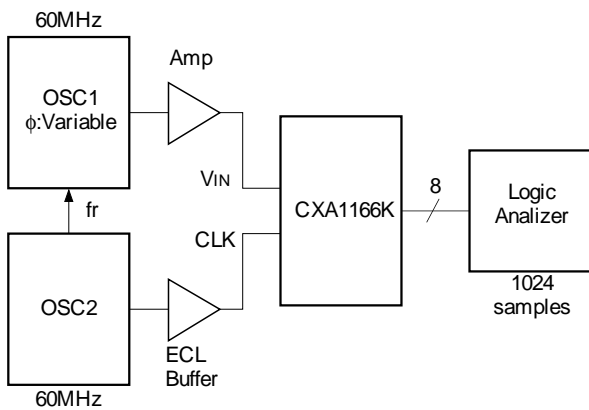 60MHz
OSC1
ϕ:Variable
Amp
fr
OSC2
60MHz
ECL
Buffer
VIN
CLK
CXA1166K
8
Logic
Analizer
1024
samples